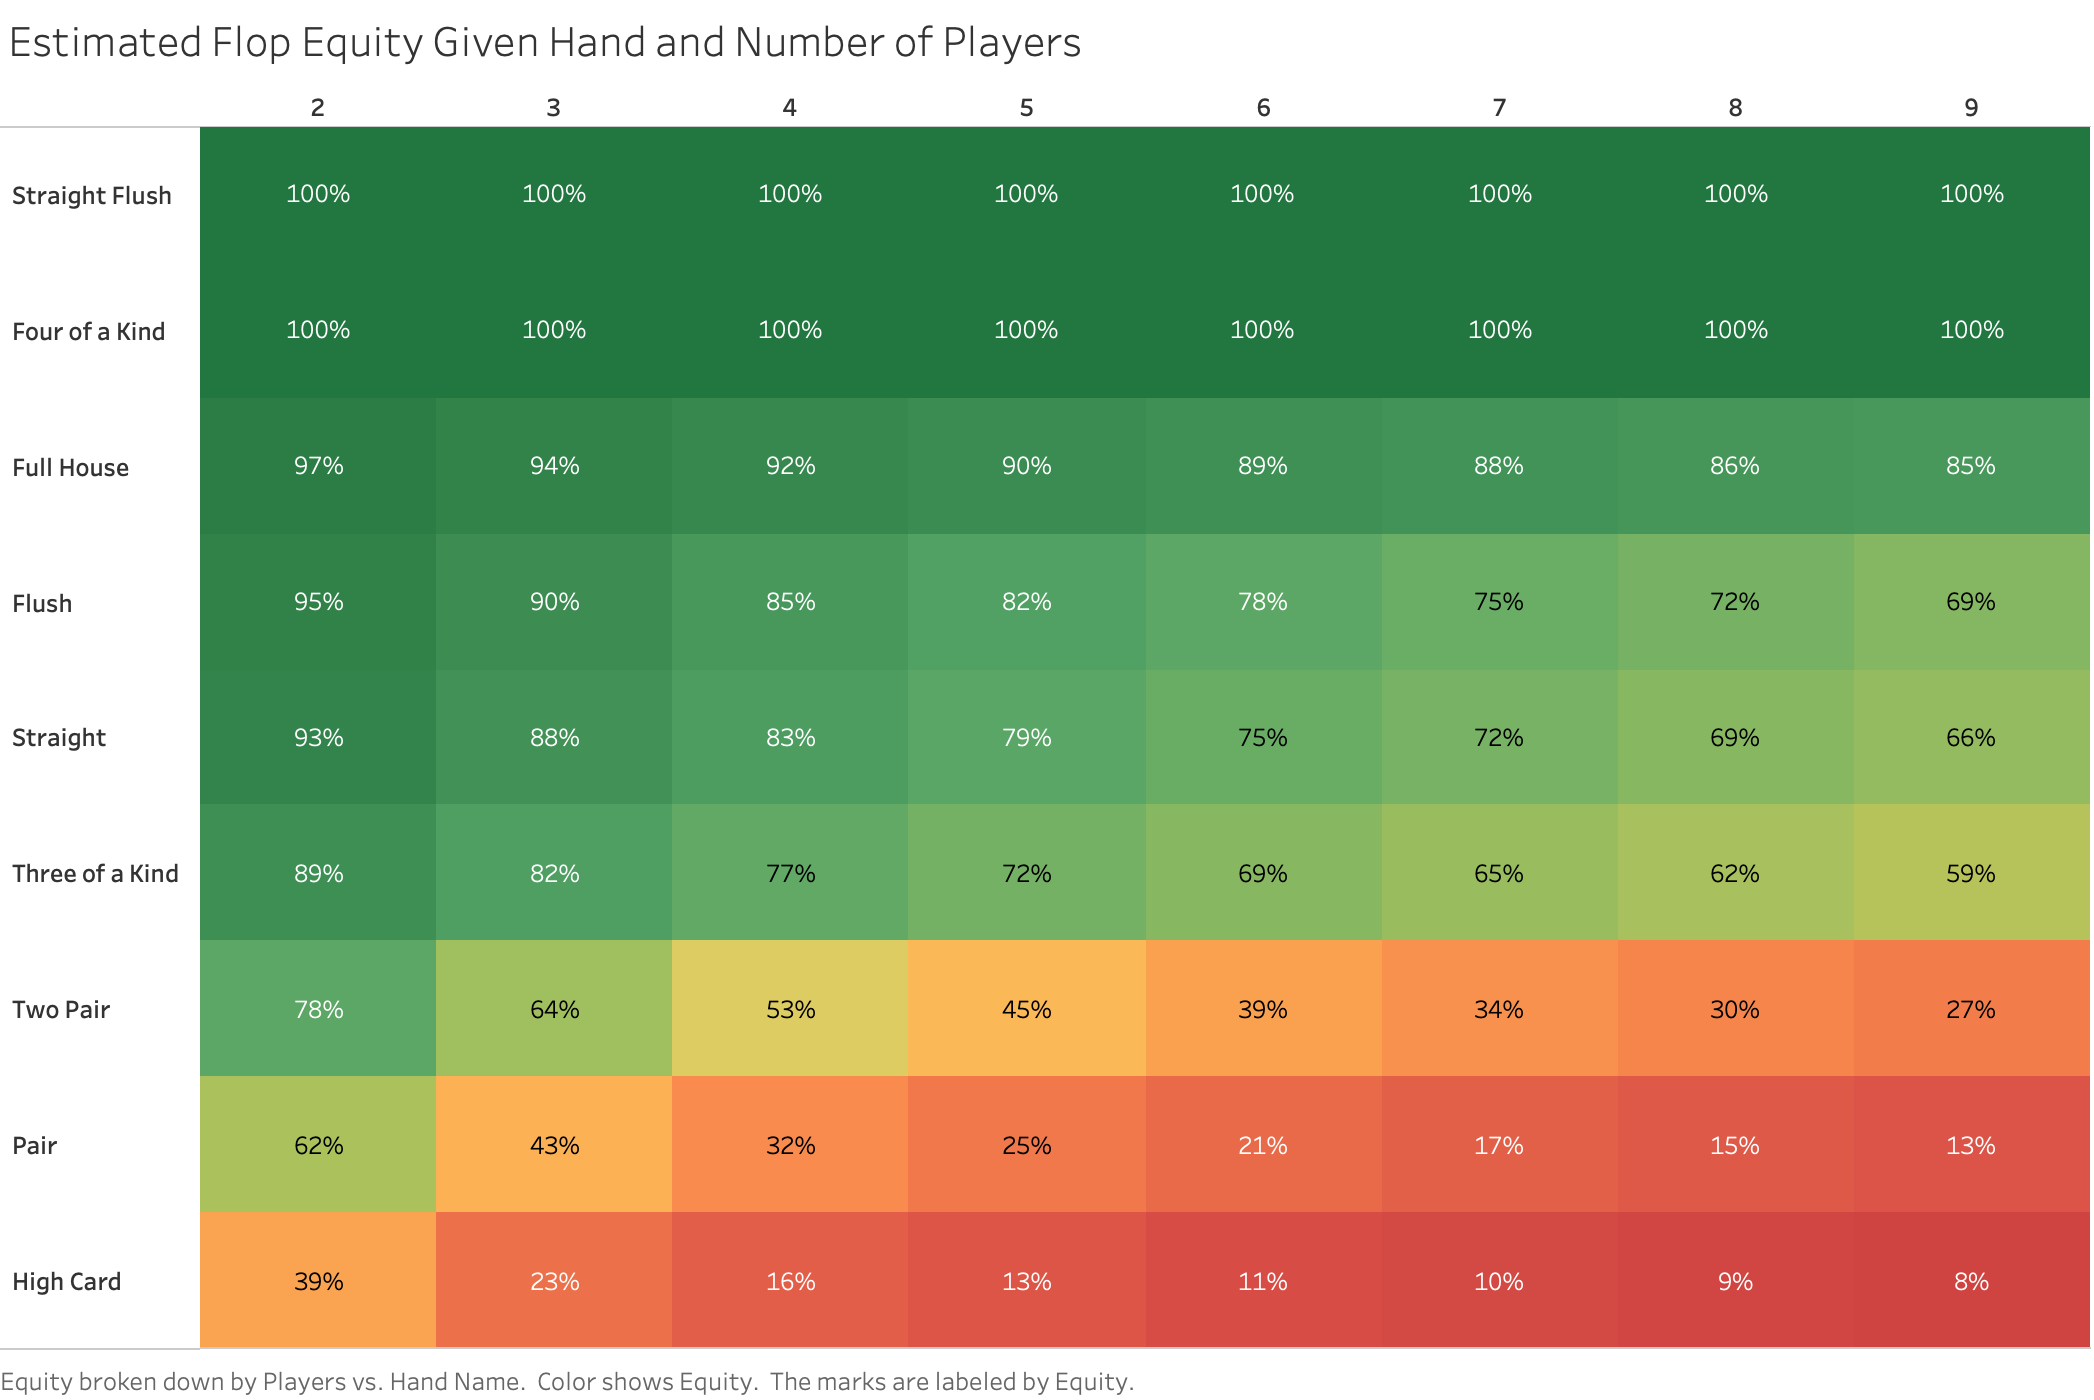 Estimated Flop Equity Given Hand and Number of Players
2 3 4 5 6 7 8 9
Straight Flush 100% 100% 100% 100% 100% 100% 100% 100%
Four of a Kind 100% 100% 100% 100% 100% 100% 100% 100%
Full House 97% 94% 92% 90% 89% 88% 86% 85%
Flush 95% 90% 85% 82% 78% 75% 72% 69%
Straight 93% 88% 83% 79% 75% 72% 69% 66%
Three of a Kind 89% 82% 77% 72% 69% 65% 62% 59%
Two Pair 78% 64% 53% 45% 39% 34% 30% 27%
Pair 62% 43% 32% 25% 21% 17% 15% 13%
High Card 39% 23% 16% 13% 11% 10% 9% 8%
Equity broken down by Players vs. Hand Name.  Color shows Equity.  The marks are labeled by Equity.